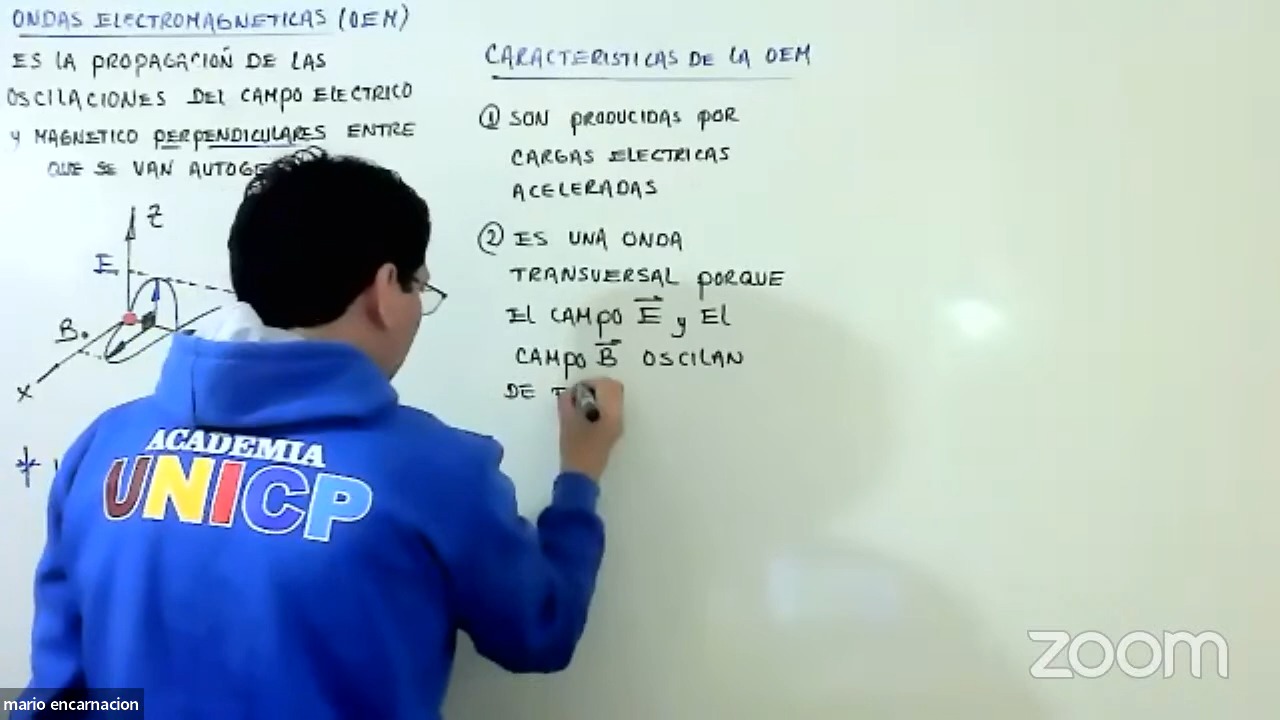 ONDAS ELECTROMAGNETICAS (OEM)
ES LA PROPAGACIÓN DE LAS
OSCILACIONES DEL CAMPO ELECTRICO
Y MAGNETICO PERPENDICULARES ENTRE
QUE SE VAN
Z
E
B
X
CARACTERISTICAS DE LA OEM
① SON PRODUCIDAS POR
CARGAS ELECTRICAS
ACELERADAS
② ES UNA ONDA
TRANSVERSAL PORQUE
EL CAMPO E y EL
CAMPO B OSCILAN
DE
ACADEMIA
UNICP
zoom
mario encarnacion